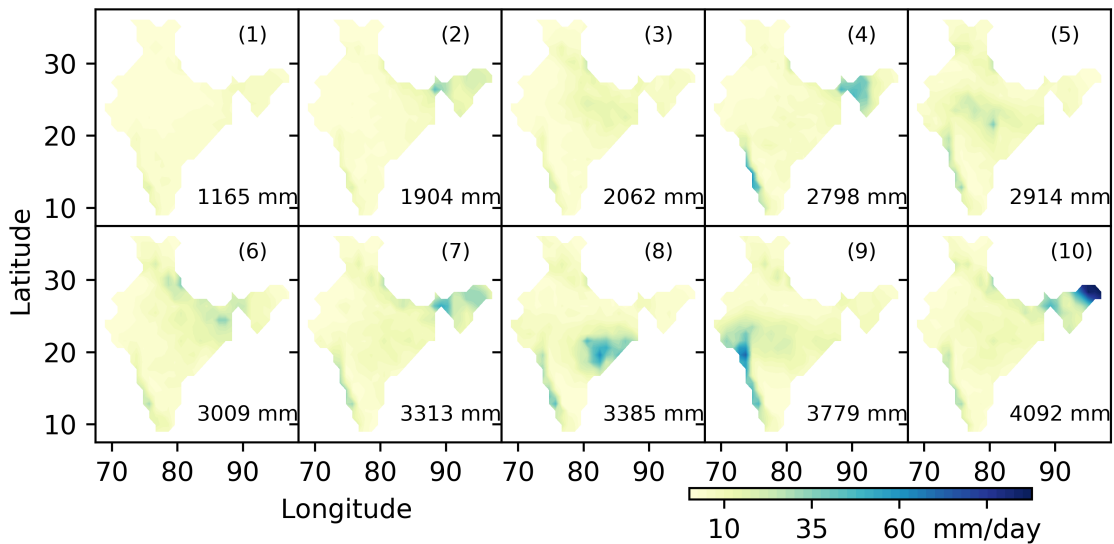 (1) (2) (3) (4) (5)
30
20
10
1165 mm 1904 mm 2062 mm 2798 mm 2914 mm
Latitude
(6) (7) (8) (9) (10)
30
20
10
3009 mm 3313 mm 3385 mm 3779 mm 4092 mm
70 80 90 70 80 90 70 80 90 70 80 90 70 80 90
Longitude
10 35 60 mm/day